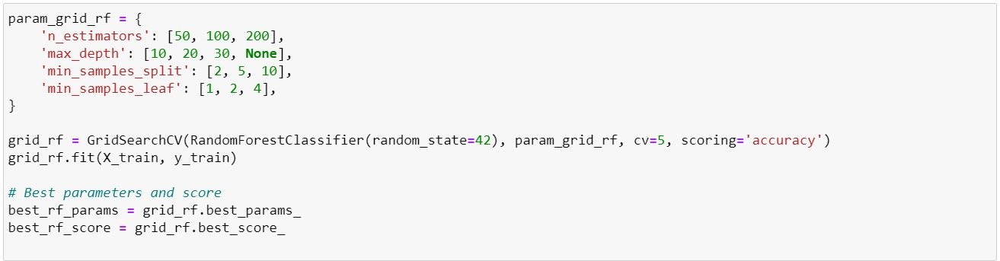 param_grid_rf = {
    'n_estimators': [50, 100, 200],
    'max_depth': [10, 20, 30, None],
    'min_samples_split': [2, 5, 10],
    'min_samples_leaf': [1, 2, 4],
}
grid_rf = GridSearchCV(RandomForestClassifier(random_state=42), param_grid_rf, cv=5, scoring='accuracy')
grid_rf.fit(X_train, y_train)
# Best parameters and score
best_rf_params = grid_rf.best_params_
best_rf_score = grid_rf.best_score_